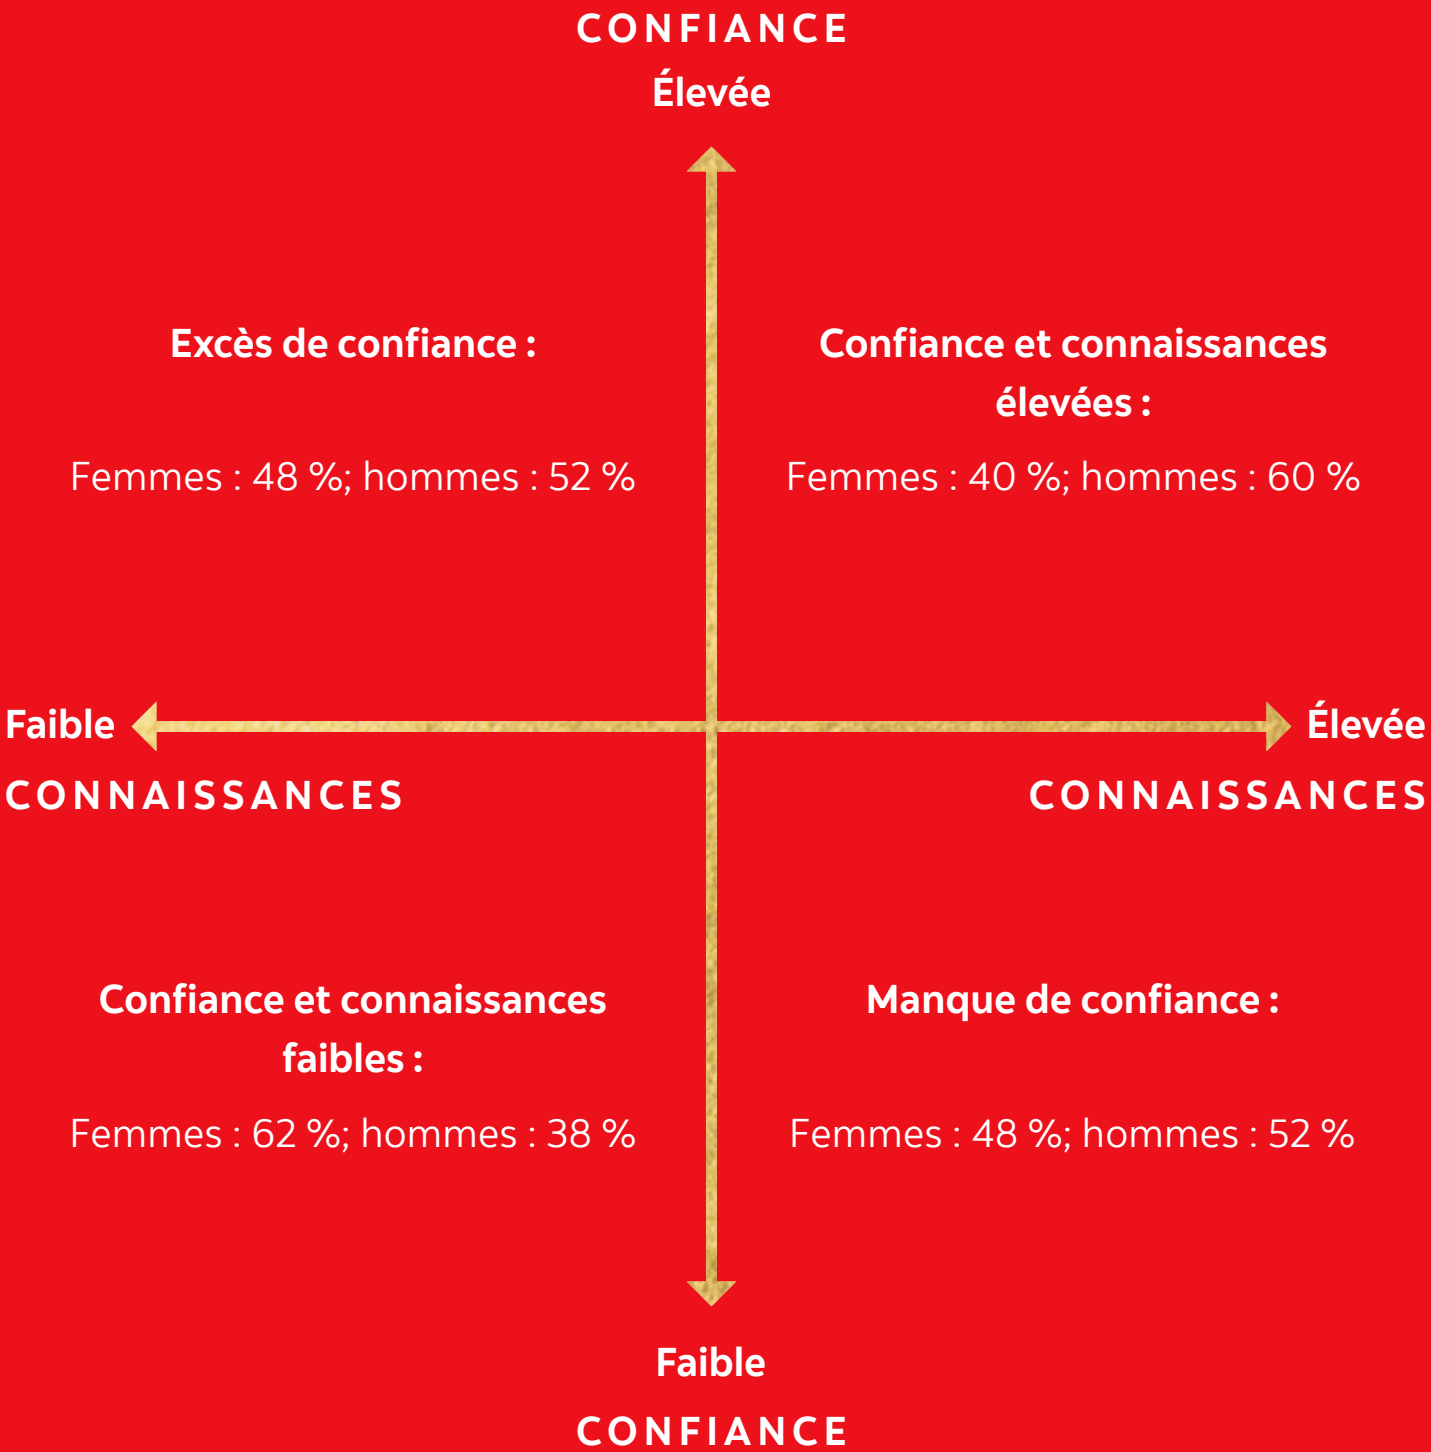 CONFIANCE
Élevée
Excès de confiance :
Femmes : 48 %; hommes : 52 %
Confiance et connaissances
élevées :
Femmes : 40 %; hommes : 60 %
Faible
CONNAISSANCES
Élevée
CONNAISSANCES
Confiance et connaissances
faibles :
Femmes : 62 %; hommes : 38 %
Manque de confiance :
Femmes : 48 %; hommes : 52 %
Faible
CONFIANCE